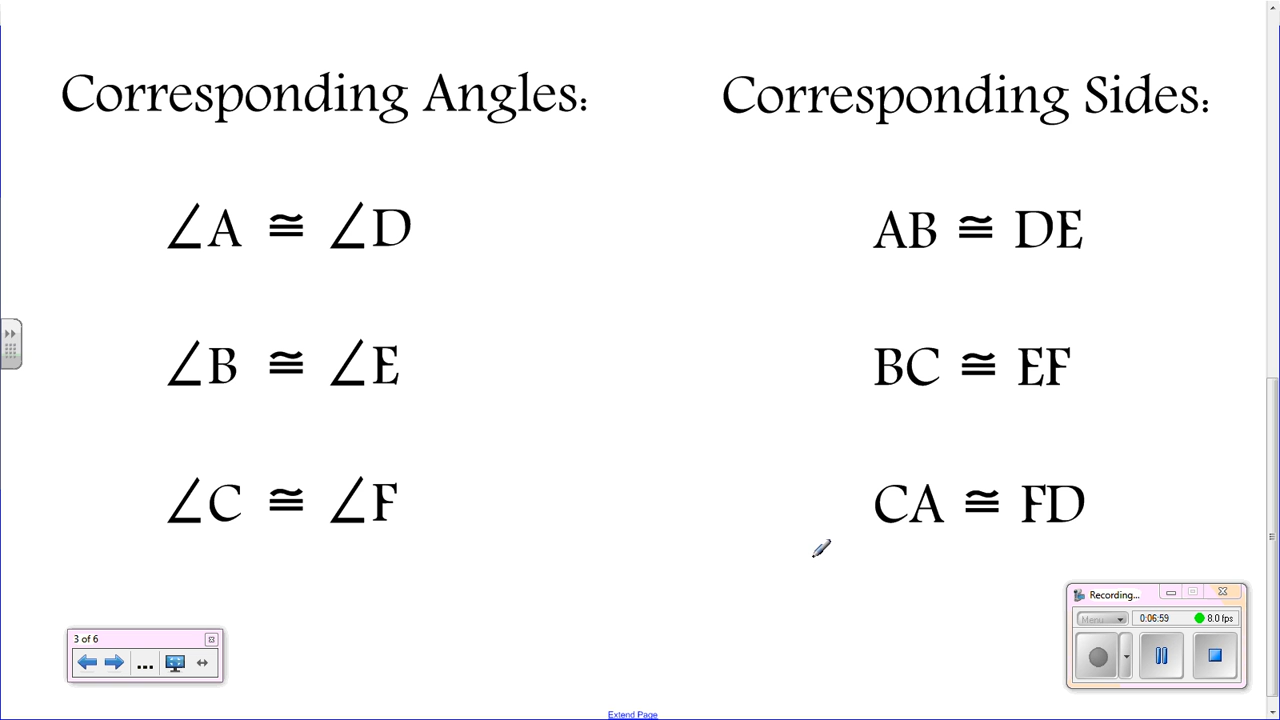 Corresponding Angles:
∠A ≅ ∠D
∠B ≅ ∠E
∠C ≅ ∠F
Corresponding Sides:
AB ≅ DE
BC ≅ EF
CA ≅ FD
3 of 6
...
Recording...
Menu
0:06:59
8.0 fps
Extend Page